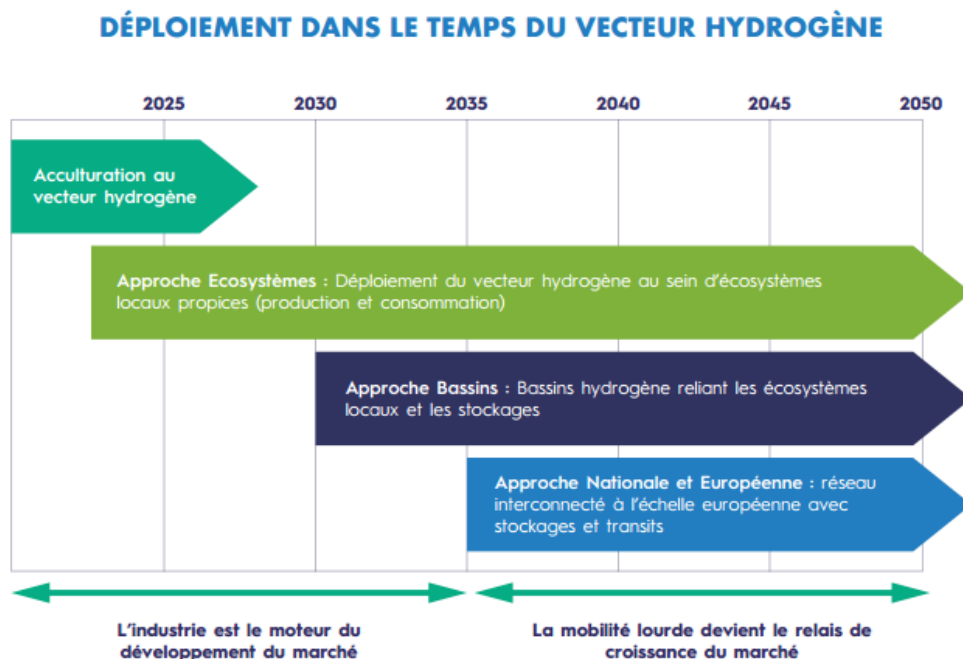 DÉPLOIEMENT DANS LE TEMPS DU VECTEUR HYDROGÈNE
2025 2030 2035 2040 2045 2050
Acculturation au
vecteur hydrogène
Approche Ecosystèmes : Déploiement du vecteur hydrogène au sein d'écosystèmes
locaux propices (production et consommation)
Approche Bassins : Bassins hydrogène reliant les écosystèmes
locaux et les stockages
Approche Nationale et Européenne : réseau
interconnecté à l'échelle européenne avec
stockages et transits
L'industrie est le moteur du
développement du marché
La mobilité lourde devient le relais de
croissance du marché